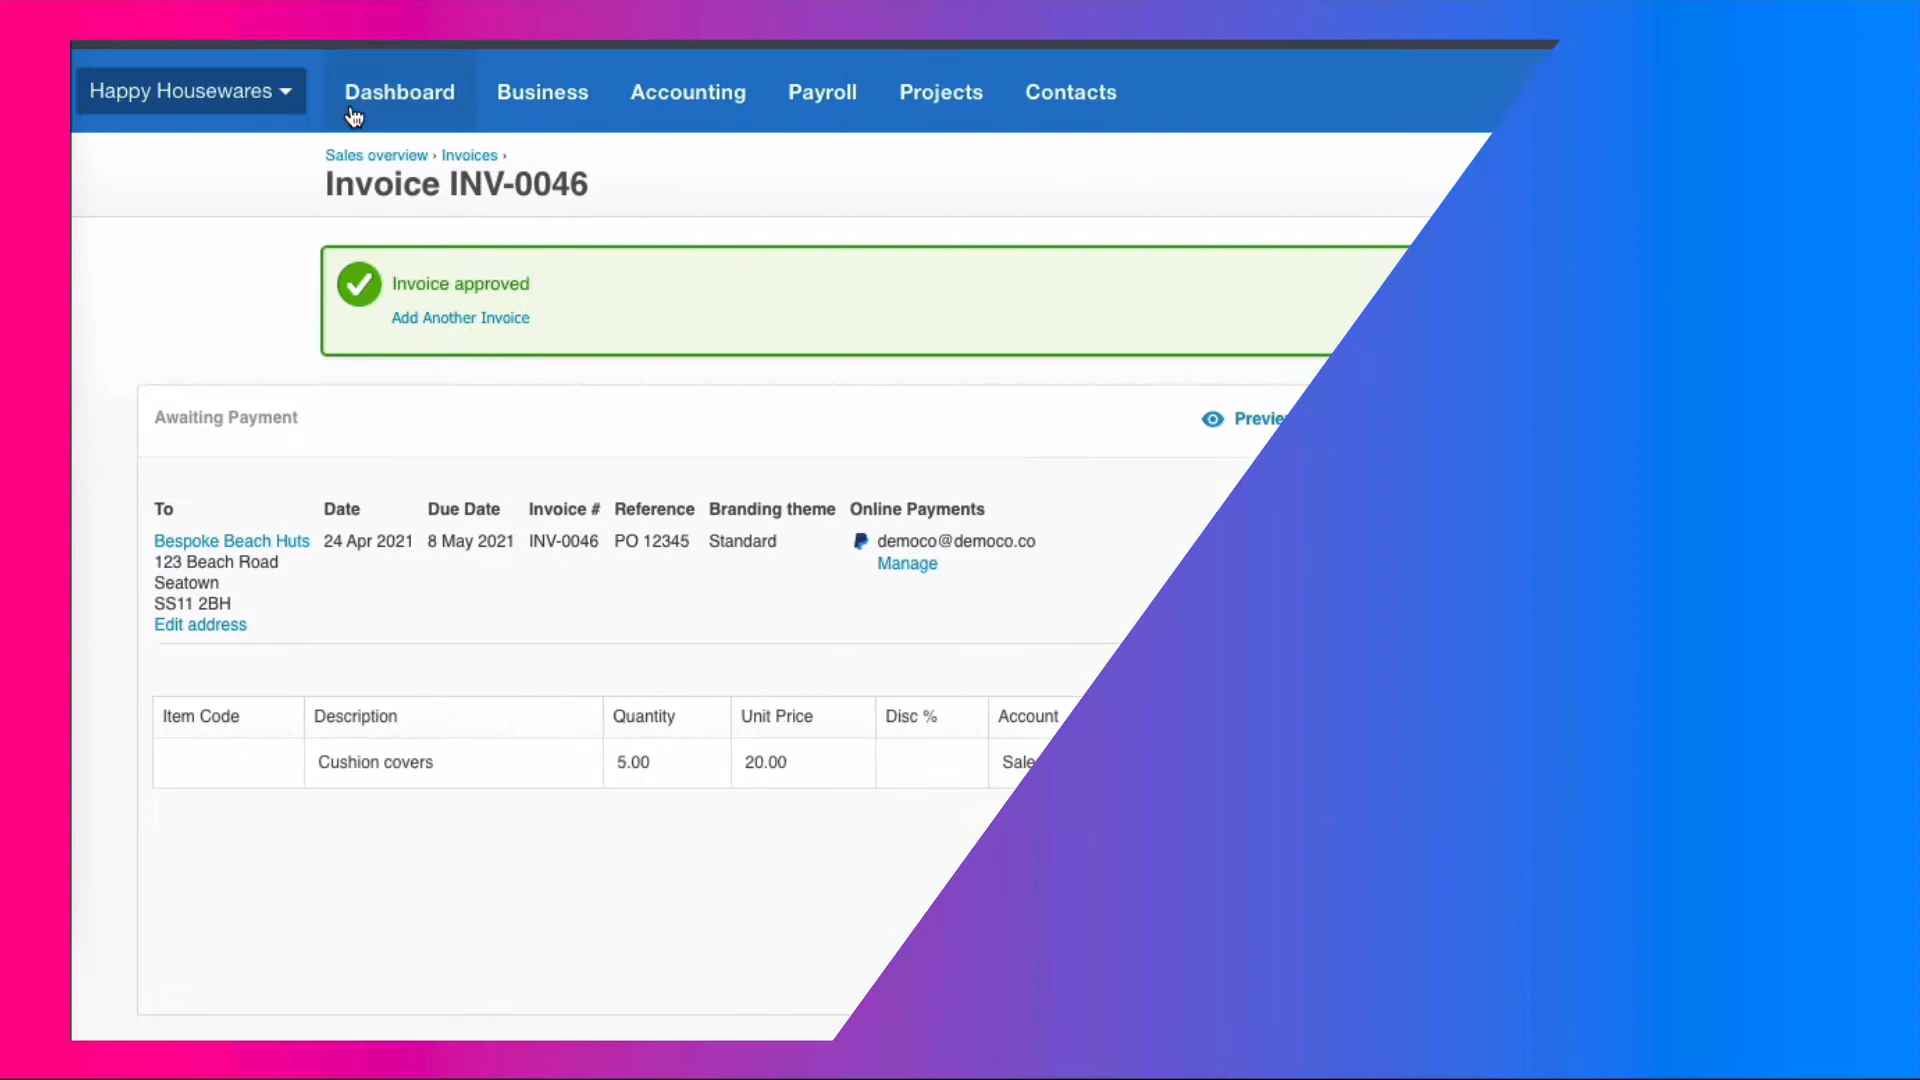 Happy Housewares Dashboard Business Accounting Payroll Projects Contacts
Sales overview › Invoices ›
Invoice INV-0046
Invoice approved
Add Another Invoice
Awaiting Payment
To Date Due Date Invoice # Reference Branding theme Online Payments
Bespoke Beach Huts 24 Apr 2021 8 May 2021 INV-0046 PO 12345 Standard democo@democo.co
123 Beach Road Manage
Seatown
SS11 2BH
Edit address
Item Code Description Quantity Unit Price Disc % Account
Cushion covers 5.00 20.00